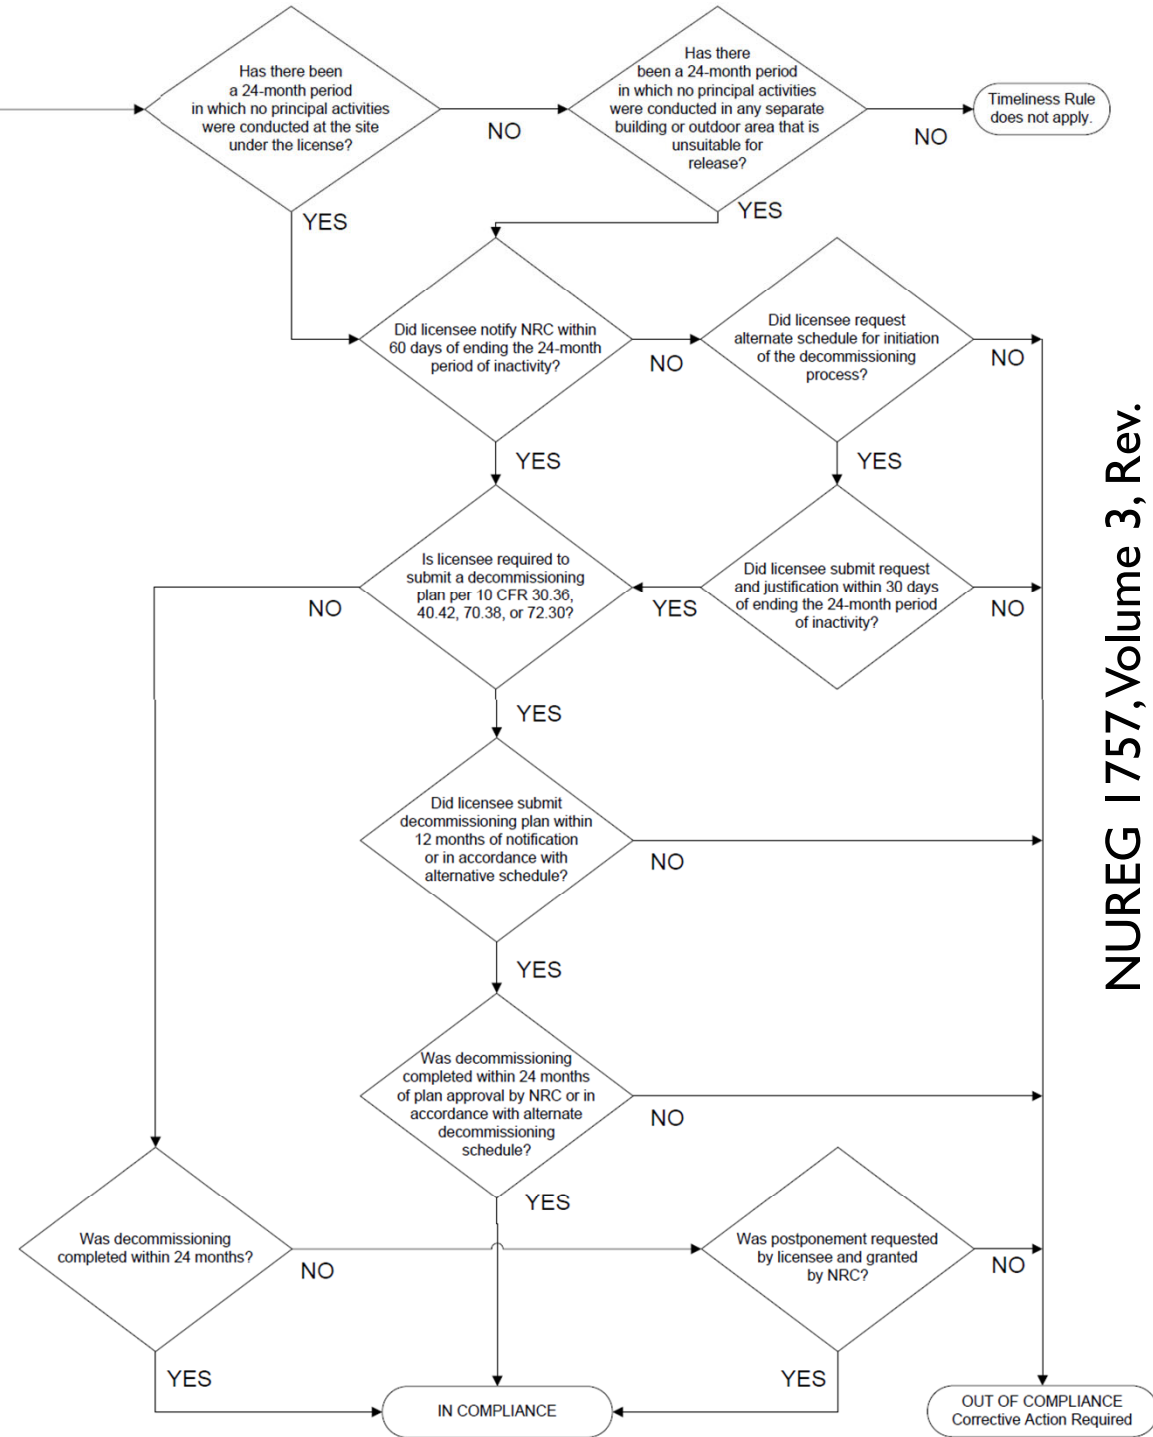 Has there been
a 24-month period
in which no principal activities
were conducted at the site
under the license?
NO
YES
Has there
been a 24-month period
in which no principal activities
were conducted in any separate
building or outdoor area that is
unsuitable for
release?
NO
YES
Timeliness Rule
does not apply.
Did licensee notify NRC within
60 days of ending the 24-month
period of inactivity?
NO
YES
Did licensee request
alternate schedule for initiation
of the decommissioning
process?
NO
YES
Is licensee required to
submit a decommissioning
plan per 10 CFR 30.36,
40.42, 70.38, or 72.30?
NO
YES
Did licensee submit request
and justification within 30 days
of ending the 24-month period
of inactivity?
YES
NO
Did licensee submit
decommissioning plan within
12 months of notification
or in accordance with
alternative schedule?
NO
YES
Was decommissioning
completed within 24 months
of plan approval by NRC or in
accordance with alternate
decommissioning
schedule?
NO
YES
Was decommissioning
completed within 24 months?
NO
YES
Was postponement requested
by licensee and granted
by NRC?
NO
YES
IN COMPLIANCE
OUT OF COMPLIANCE
Corrective Action Required
NUREG 1757, Volume 3, Rev.